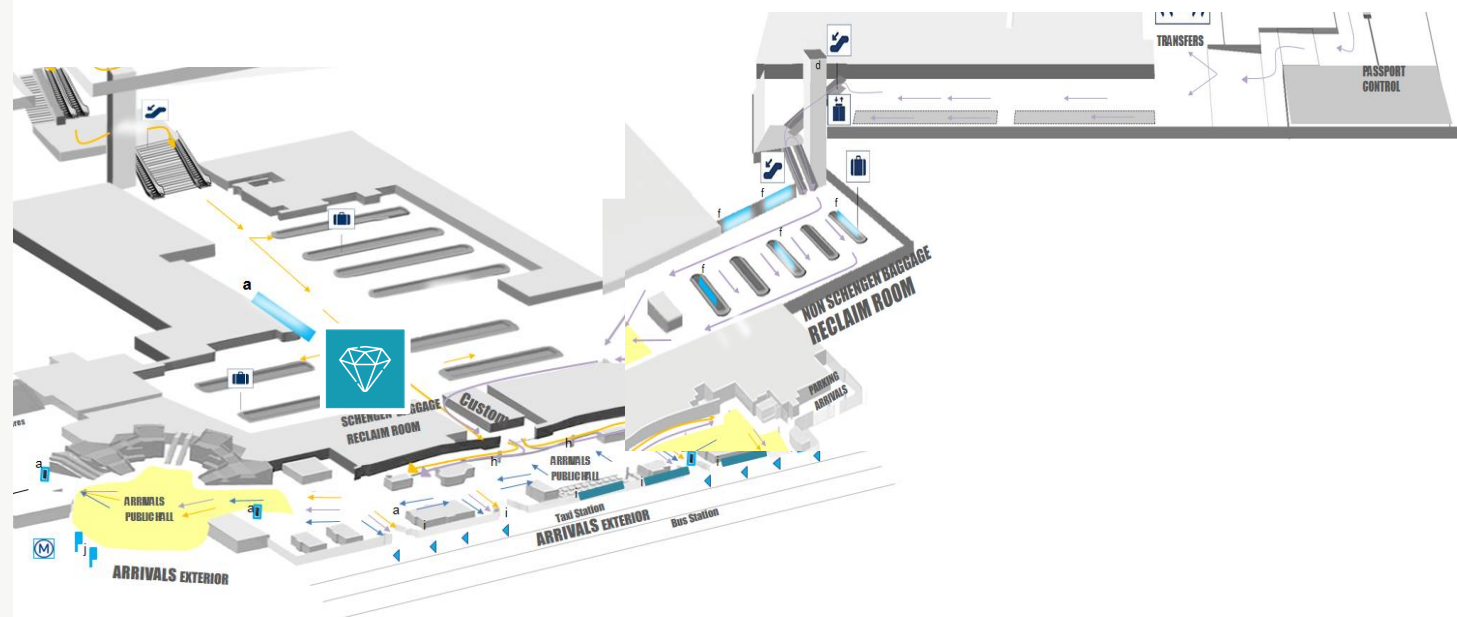 TRANSFERS
PASSPORT
CONTROL
d
f
f
f
f
f
NON SCHENGEN BAGGAGE
RECLAIM ROOM
a
SCHENGEN BAGGAGE
RECLAIM ROOM
Custom
PARKING
ARRIVALS
h
h
ARRIVALS
PUBLIC HALL
a
ARRIVALS
PUBLIC HALL
a
a
i
i
i
i
i
Taxi Station
ARRIVALS EXTERIOR
Bus Station
j
M
ARRIVALS EXTERIOR